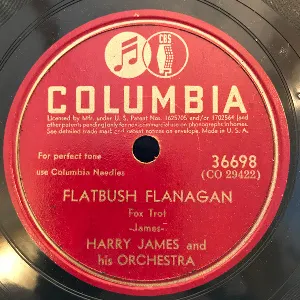 CBS
COLUMBIA
Licensed by Mfr. under U. S. Patent Nos. 1625705 and/or 1702564 (and
other patents pending) only for non-commercial use on phonographs in homes.
See detailed trade mark and patent notices on envelope. Made in U. S. A.
For perfect tone
use Columbia Needles
36698
(CO 29422)
FLATBUSH FLANAGAN
Fox Trot
-James-
HARRY JAMES and
his ORCHESTRA